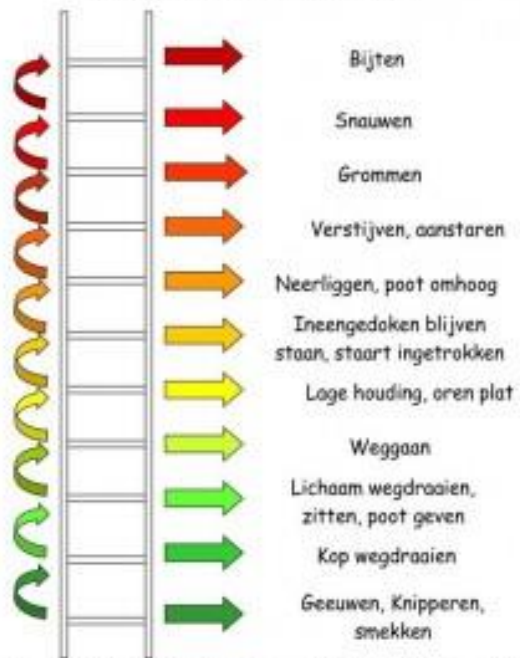 Bijten
Snauwen
Grommen
Verstijven, aanstaren
Neerliggen, poot omhoog
Ineengedoken blijven
staan, staart ingetrokken
Lage houding, oren plat
Weggaan
Lichaam wegdraaien,
zitten, poot geven
Kop wegdraaien
Geeuwen, Knipperen,
smekken